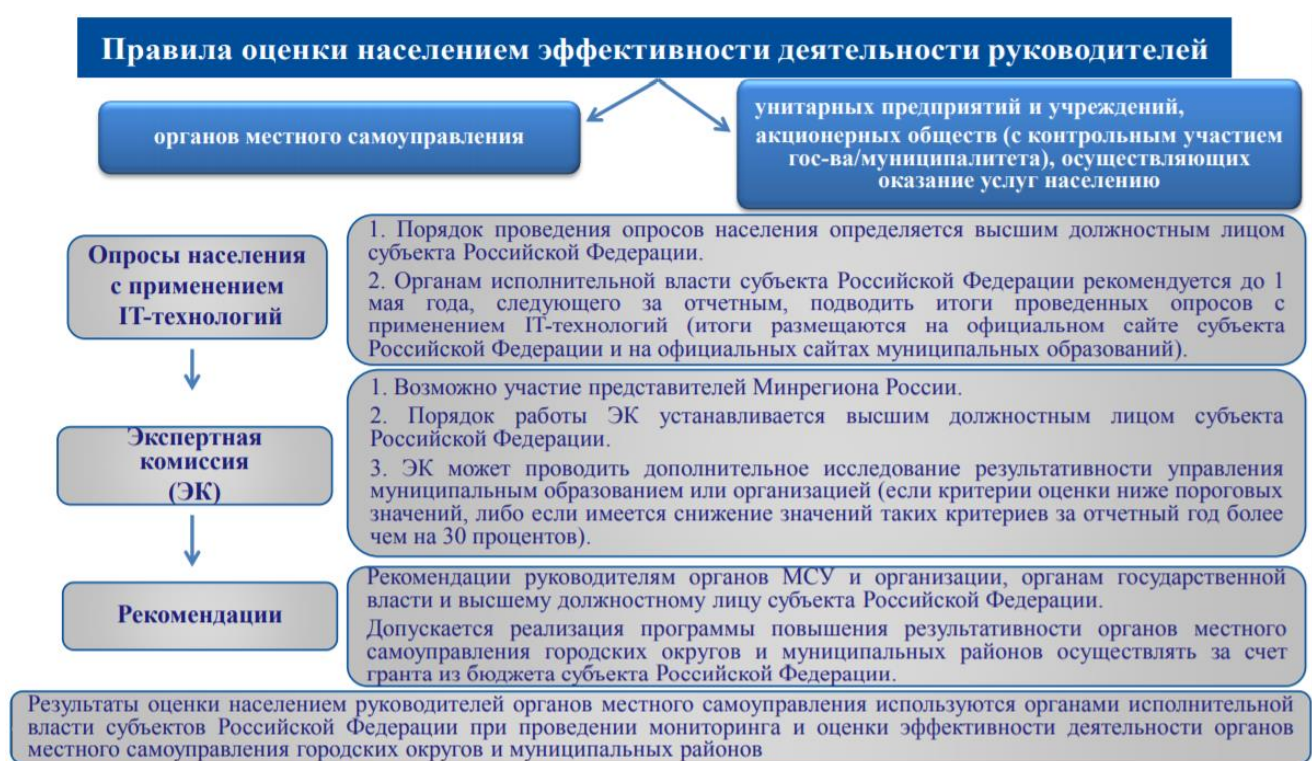 Правила оценки населением эффективности деятельности руководителей
органов местного самоуправления
унитарных предприятий и учреждений,
акционерных обществ (с контрольным участием
гос-ва/муниципалитета), осуществляющих
оказание услуг населению
Опросы населения
с применением
IT-технологий
1. Порядок проведения опросов населения определяется высшим должностным лицом
субъекта Российской Федерации.
2. Органам исполнительной власти субъекта Российской Федерации рекомендуется до 1
мая года, следующего за отчетным, подводить итоги проведенных опросов с
применением IT-технологий (итоги размещаются на официальном сайте субъекта
Российской Федерации и на официальных сайтах муниципальных образований).
Экспертная
комиссия
(ЭК)
1. Возможно участие представителей Минрегиона России.
2. Порядок работы ЭК устанавливается высшим должностным лицом субъекта
Российской Федерации.
3. ЭК может проводить дополнительное исследование результативности управления
муниципальным образованием или организацией (если критерии оценки ниже пороговых
значений, либо если имеется снижение значений таких критериев за отчетный год более
чем на 30 процентов).
Рекомендации
Рекомендации руководителям органов МСУ и организации, органам государственной
власти и высшему должностному лицу субъекта Российской Федерации.
Допускается реализация программы повышения результативности органов местного
самоуправления городских округов и муниципальных районов осуществлять за счет
гранта из бюджета субъекта Российской Федерации.
Результаты оценки населением руководителей органов местного самоуправления используются органами исполнительной
власти субъектов Российской Федерации при проведении мониторинга и оценки эффективности деятельности органов
местного самоуправления городских округов и муниципальных районов